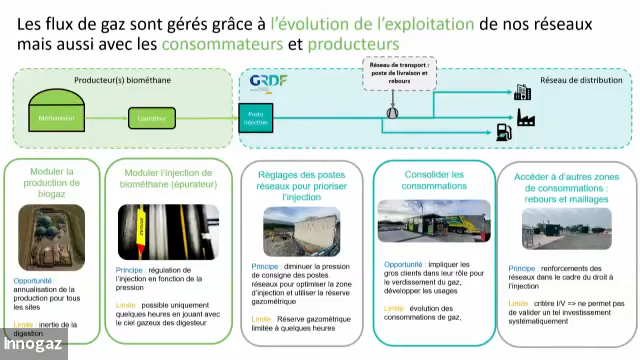 Les flux de gaz sont gérés grâce à l'évolution de l'exploitation de nos réseaux
mais aussi avec les consommateurs et producteurs
Producteur(s) biométhane
GRDF
Réseau de transport :
poste de livraison et
rebours
Réseau de distribution
Méthaniseur
Epurateur
Poste
injection
Moduler la
production de
biogaz
Opportunité :
annualisation de la
production pour tous
les sites
Limite : inertie de la
digestion
Moduler l'injection de
biométhane (épurateur)
Principe : régulation de
l'injection en fonction de la
pression
Limite : possible uniquement
quelques heures en jouant avec
le ciel gazeux des digesteur
Réglages des postes
réseaux pour prioriser
l'injection
Principe : diminuer la pression
de consigne des postes
réseaux pour optimiser la zone
d'injection et utiliser la réserve
gazométrique
Limite : Réserve gazométrique
limitée à quelques heures
Consolider les
consommations
Opportunité : impliquer les
gros clients dans leur rôle pour
le verdissement du gaz,
développer les usages
Limite : évolution des
consommations de gaz,
Accéder à d'autres zones
de consommations :
rebours et maillages
Principe : renforcements des
réseaux dans le cadre du droit à
l'injection
Limite : critère I/V => ne permet pas
de valider un tel investissement
systématiquement
Innogaz